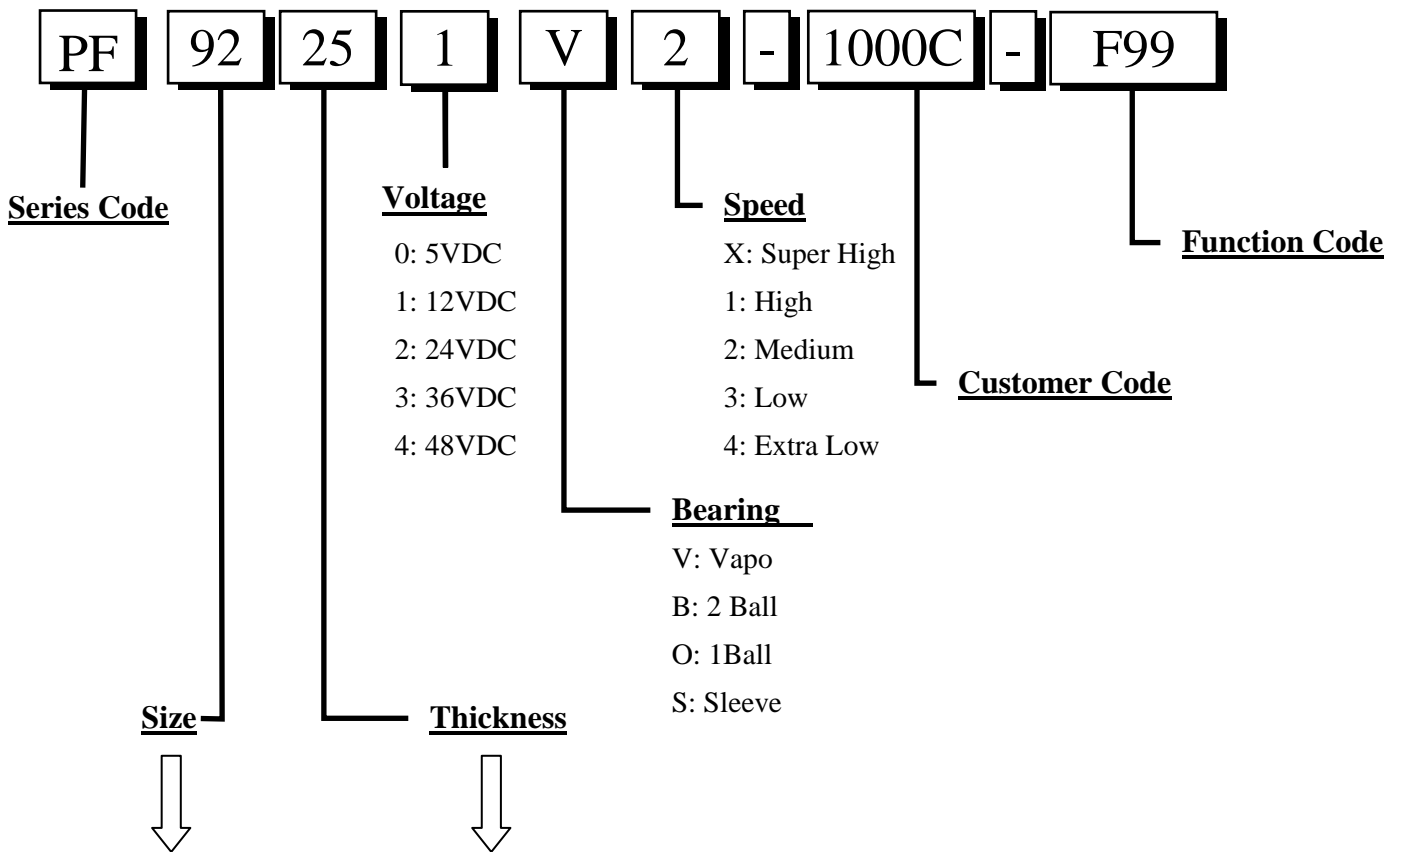 PF 92 25 1 V 2 - 1000C - F99
Series Code
Voltage
0: 5VDC
1: 12VDC
2: 24VDC
3: 36VDC
4: 48VDC
Speed
X: Super High
1: High
2: Medium
3: Low
4: Extra Low
Function Code
Customer Code
Bearing
V: Vapo
B: 2 Ball
O: 1Ball
S: Sleeve
Size
Thickness